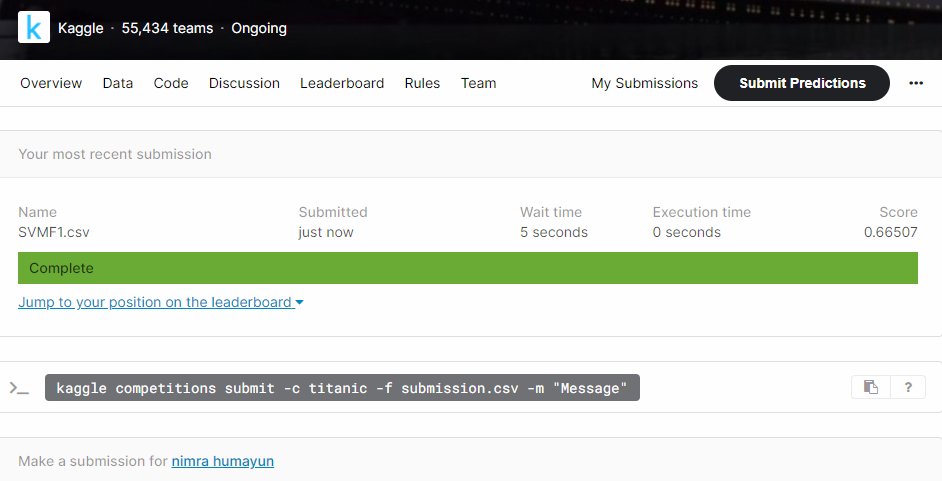 k Kaggle · 55,434 teams · Ongoing
Overview Data Code Discussion Leaderboard Rules Team My Submissions Submit Predictions ...
Your most recent submission
Name Submitted Wait time Execution time Score
SVMF1.csv just now 5 seconds 0 seconds 0.66507
Complete
Jump to your position on the leaderboard
>_ kaggle competitions submit -c titanic -f submission.csv -m "Message" ?
Make a submission for nimra humayun